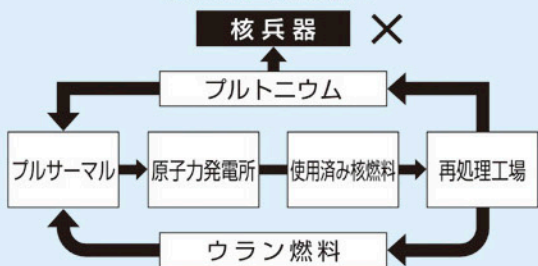 核兵器 ×
プルトニウム
プルサーマル
原子力発電所
使用済み核燃料
再処理工場
ウラン燃料